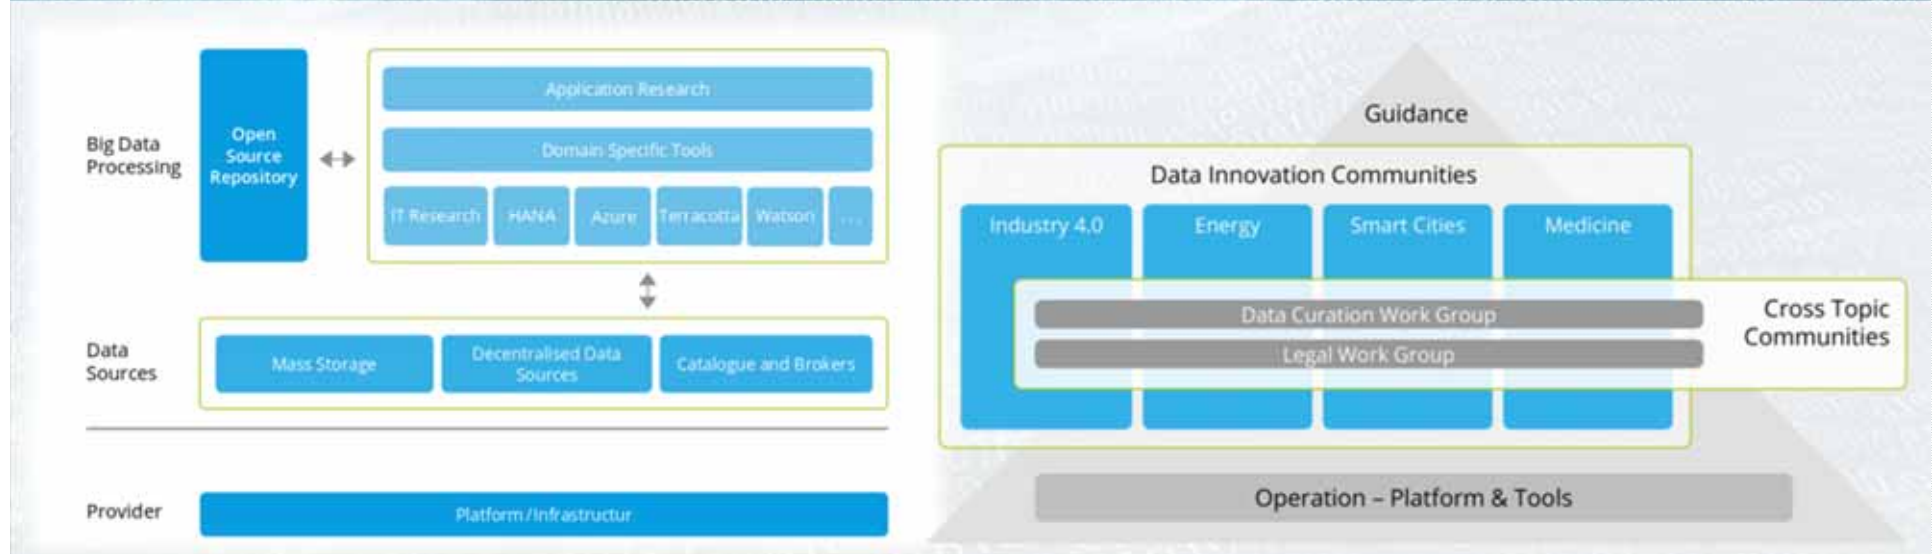 Big Data
Processing
Open
Source
Repository
Application Research
Domain Specific Tools
IT Research
HANA
Azure
Terracotta
Watson
...
Data
Sources
Mass Storage
Decentralised Data
Sources
Catalogue and Brokers
Provider
Platform/Infrastructur
Guidance
Data Innovation Communities
Industry 4.0
Energy
Smart Cities
Medicine
Data Curation Work Group
Legal Work Group
Cross Topic
Communities
Operation – Platform & Tools